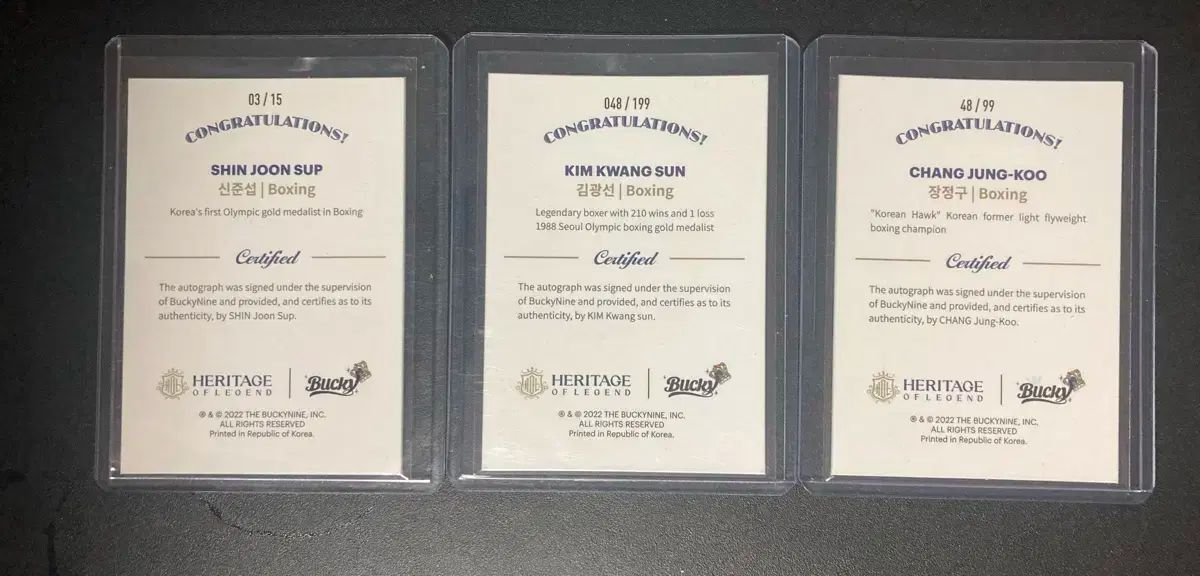 03 / 15
CONGRATULATIONS!
SHIN JOON SUP
신준섭 | Boxing
Korea's first Olympic gold medalist in Boxing
Certified
The autograph was signed under the supervision
of BuckyNine and provided, and certifies as to its
authenticity, by SHIN Joon Sup.
HOL HERITAGE OF LEGEND | Bucky
® & © 2022 THE BUCKYNINE, INC.
ALL RIGHTS RESERVED
Printed in Republic of Korea.
048 / 199
CONGRATULATIONS!
KIM KWANG SUN
김광선 | Boxing
Legendary boxer with 210 wins and 1 loss
1988 Seoul Olympic boxing gold medalist
Certified
The autograph was signed under the supervision
of BuckyNine and provided, and certifies as to its
authenticity, by KIM Kwang sun.
HOL HERITAGE OF LEGEND | Bucky
® & © 2022 THE BUCKYNINE, INC.
ALL RIGHTS RESERVED
Printed in Republic of Korea.
48 / 99
CONGRATULATIONS!
CHANG JUNG-KOO
장정구 | Boxing
"Korean Hawk" Korean former light flyweight
boxing champion
Certified
The autograph was signed under the supervision
of BuckyNine and provided, and certifies as to its
authenticity, by CHANG Jung-Koo.
HOL HERITAGE OF LEGEND | Bucky
® & © 2022 THE BUCKYNINE, INC.
ALL RIGHTS RESERVED
Printed in Republic of Korea.